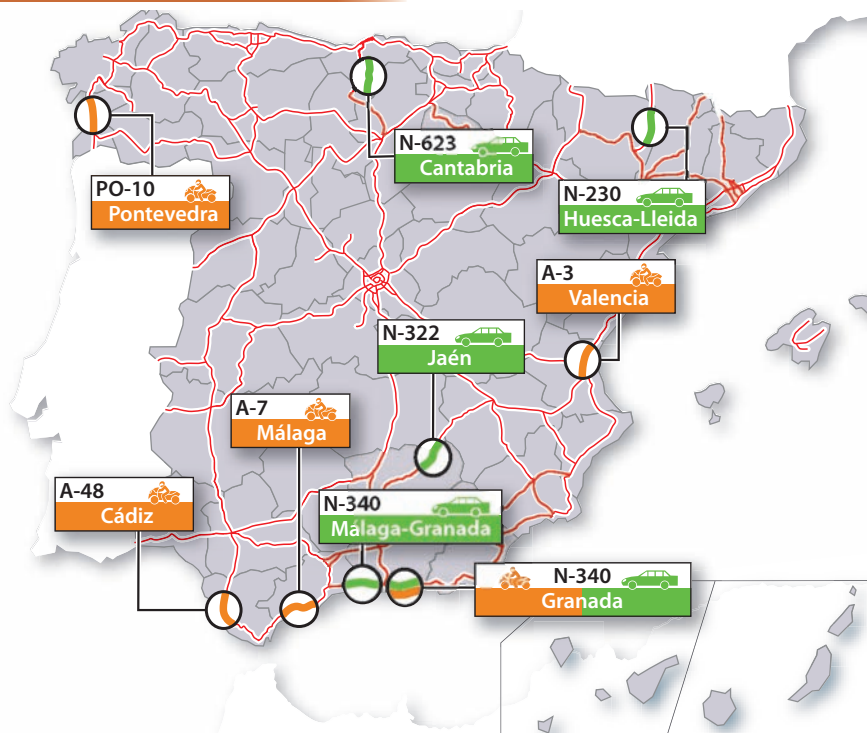 N-623
Cantabria
PO-10
Pontevedra
N-230
Huesca-Lleida
A-3
Valencia
N-322
Jaén
A-7
Málaga
A-48
Cádiz
N-340
Málaga-Granada
N-340
Granada